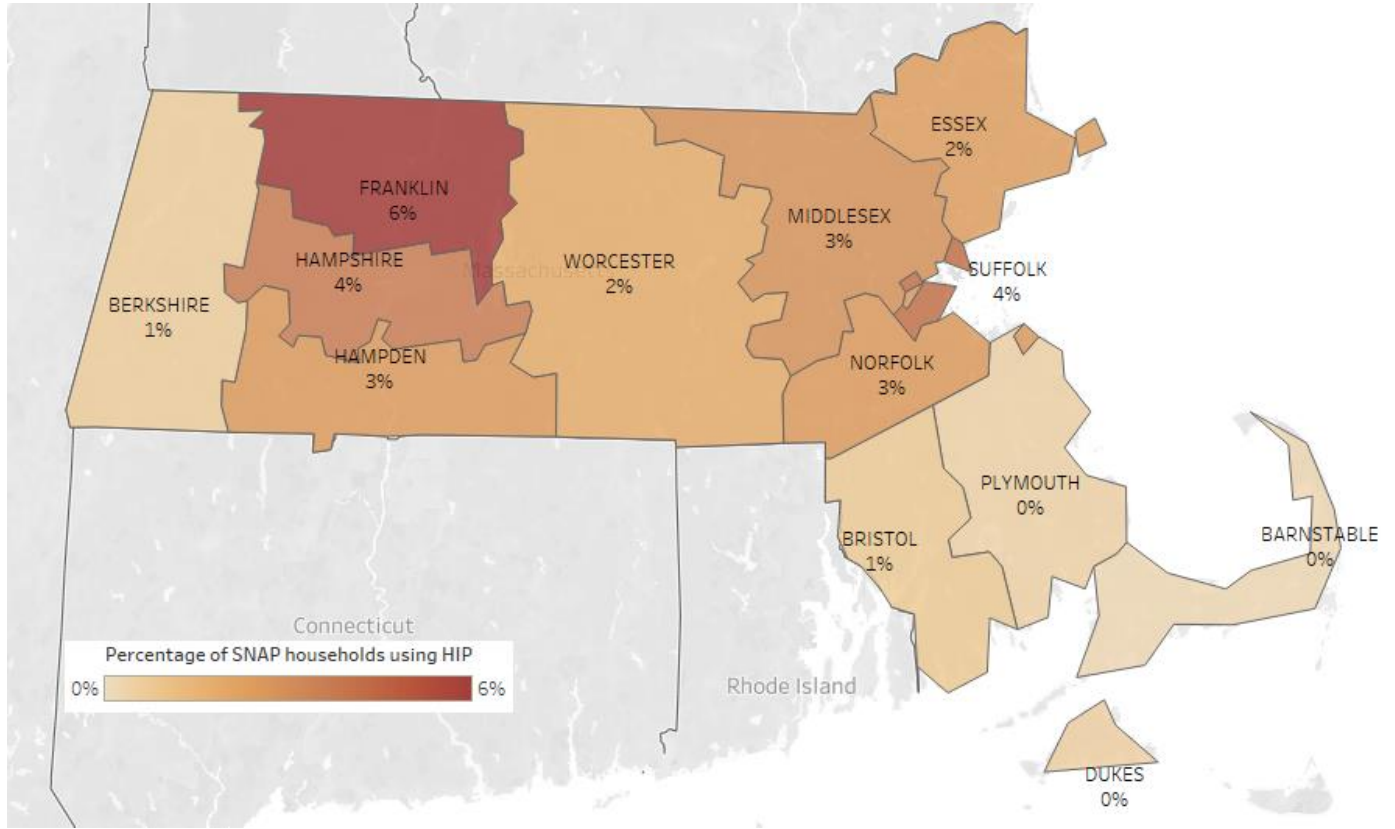 ESSEX
2%
FRANKLIN
6%
MIDDLESEX
3%
HAMPSHIRE
4%
WORCESTER
2%
Massachusetts
SUFFOLK
4%
BERKSHIRE
1%
HAMPDEN
3%
NORFOLK
3%
PLYMOUTH
0%
BRISTOL
1%
BARNSTABLE
0%
Connecticut
Percentage of SNAP households using HIP
0%
6%
Rhode Island
DUKES
0%